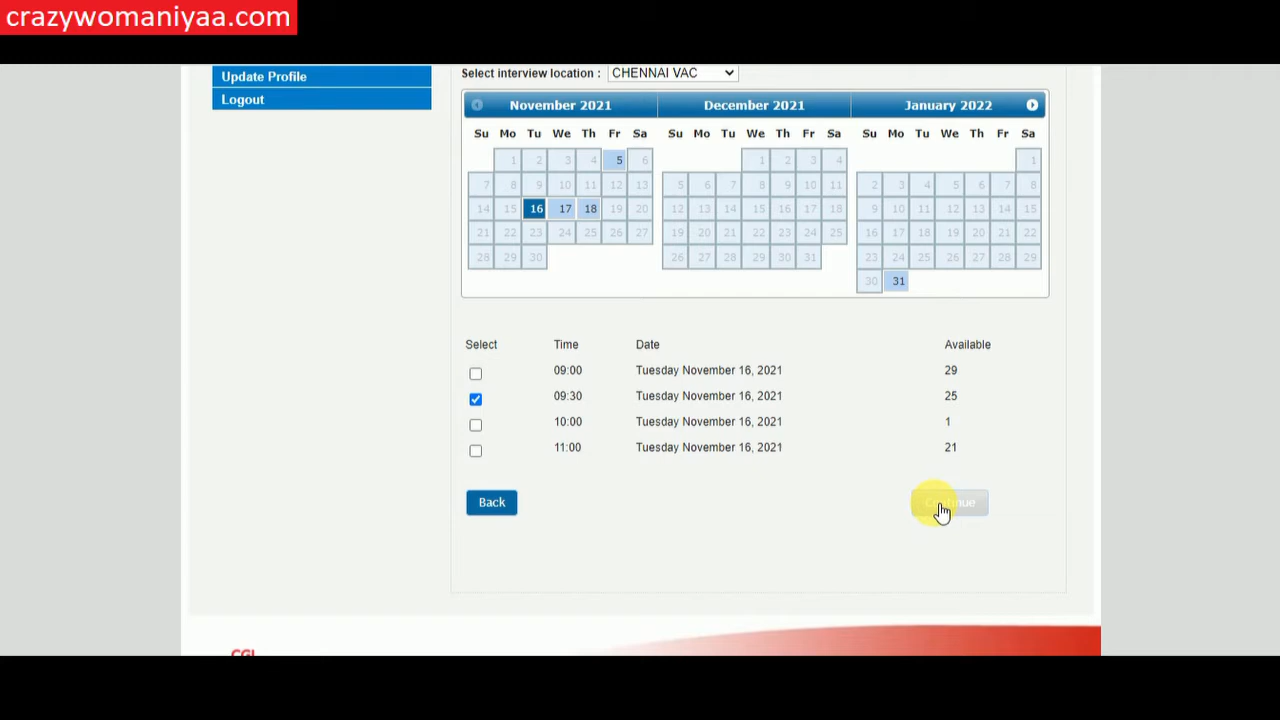 crazywomaniyaa.com
Update Profile
Logout
Select interview location : CHENNAI VAC
November 2021 December 2021 January 2022
Su Mo Tu We Th Fr Sa Su Mo Tu We Th Fr Sa Su Mo Tu We Th Fr Sa
1 2 3 4 5 6 1 2 3 4 1
7 8 9 10 11 12 13 5 6 7 8 9 10 11 2 3 4 5 6 7 8
14 15 16 17 18 19 20 12 13 14 15 16 17 18 9 10 11 12 13 14 15
21 22 23 24 25 26 27 19 20 21 22 23 24 25 16 17 18 19 20 21 22
28 29 30 26 27 28 29 30 31 23 24 25 26 27 28 29
30 31
Select Time Date Available
09:00 Tuesday November 16, 2021 29
09:30 Tuesday November 16, 2021 25
10:00 Tuesday November 16, 2021 1
11:00 Tuesday November 16, 2021 21
Back Continue